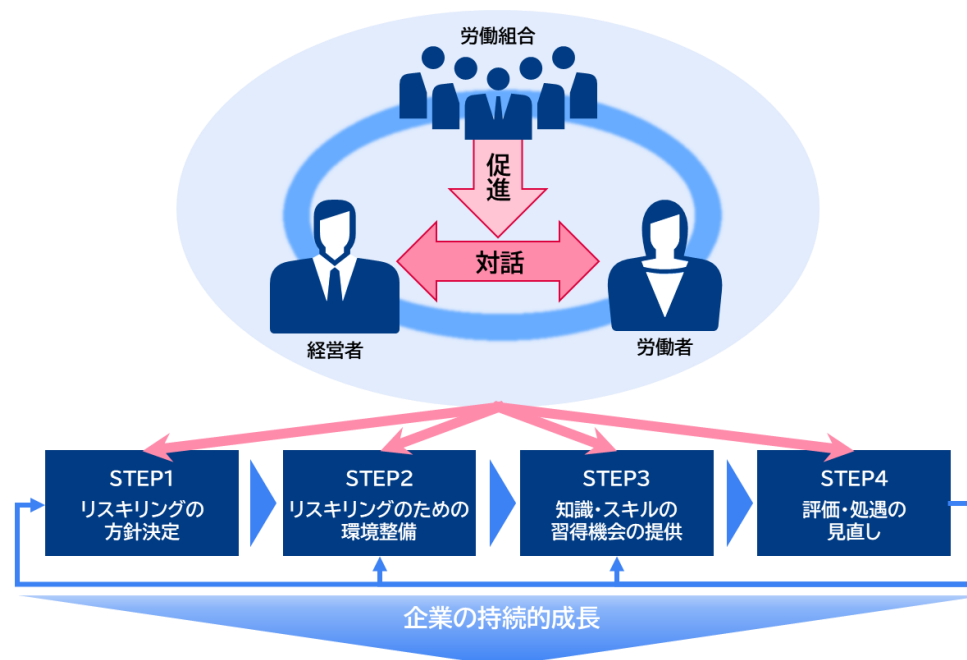 労働組合
促進
対話
経営者
労働者
STEP1
リスキリングの
方針決定
STEP2
リスキリングのための
環境整備
STEP3
知識・スキルの
習得機会の提供
STEP4
評価・処遇の
見直し
企業の持続的成長